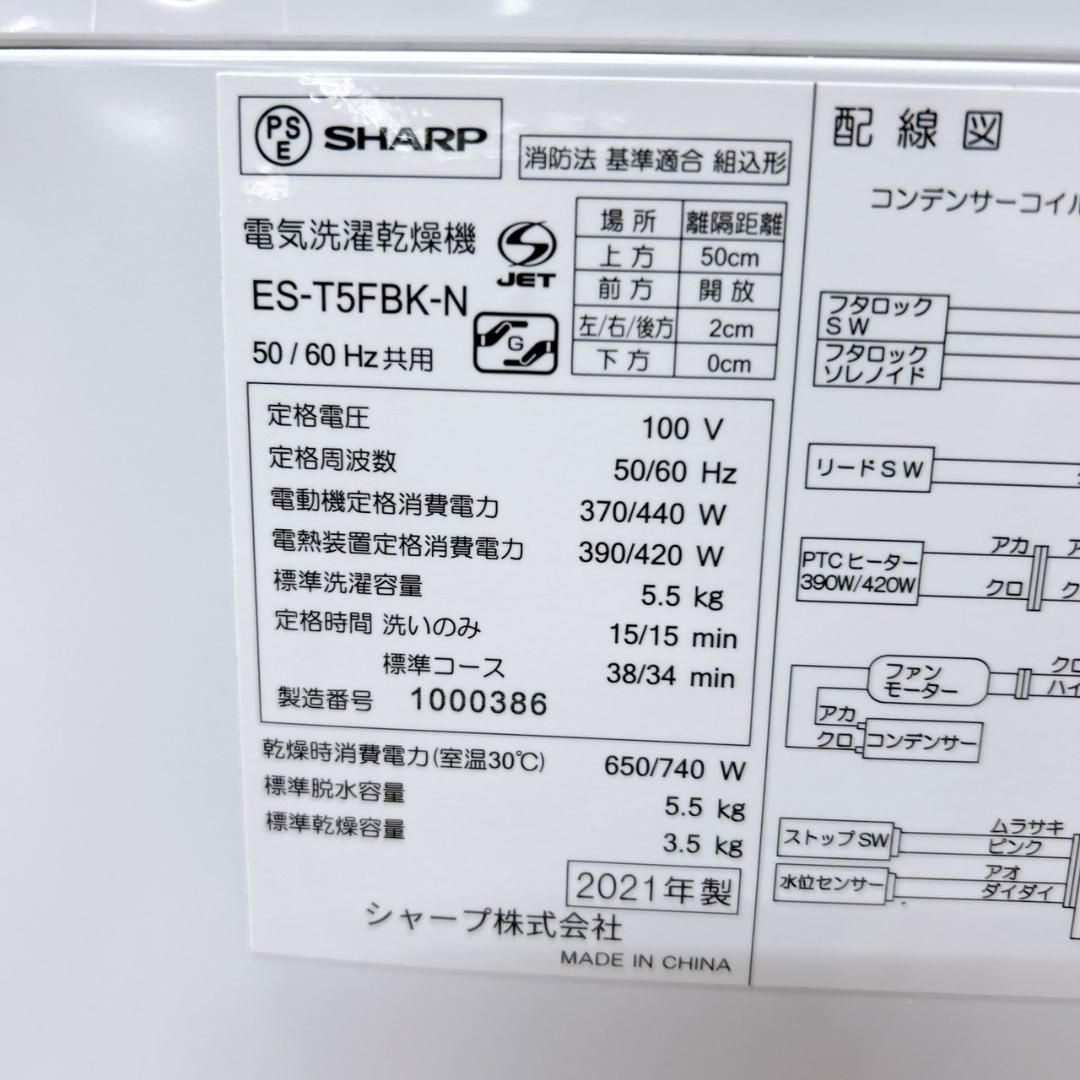 PSE SHARP
消防法 基準適合 組込形
電気洗濯乾燥機
JET
ES-T5FBK-N
G
50 / 60 Hz 共用
場所 離隔距離
上方 50cm
前方 開放
左/右/後方 2cm
下方 0cm
定格電圧 100 V
定格周波数 50/60 Hz
電動機定格消費電力 370/440 W
電熱装置定格消費電力 390/420 W
標準洗濯容量 5.5 kg
定格時間 洗いのみ 15/15 min
標準コース 38/34 min
製造番号 1000386
乾燥時消費電力(室温30℃) 650/740 W
標準脱水容量 5.5 kg
標準乾燥容量 3.5 kg
2021年製
シャープ株式会社
MADE IN CHINA
配線図
コンデンサーコイル
フタロック
SW
フタロック
ソレノイド
リードSW
PTCヒーター
390W/420W
アカ
クロ
ファン
モーター
クロ
アカ
クロ
コンデンサー
ストップSW
ムラサキ
ピンク
水位センサー
アオ
ダイダイ